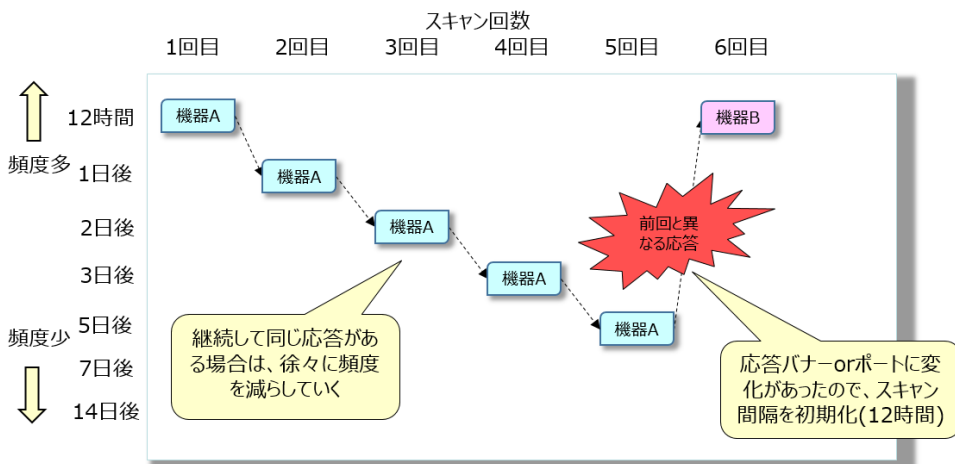 スキャン回数
1回目 2回目 3回目 4回目 5回目 6回目
12時間
機器A
機器B
頻度多
1日後
機器A
2日後
機器A
前回と異
なる応答
3日後
機器A
5日後
機器A
頻度少
7日後
14日後
継続して同じ応答があ
る場合は、徐々に頻度
を減らしていく
応答バナーorポートに変
化があったので、スキャン
間隔を初期化(12時間)